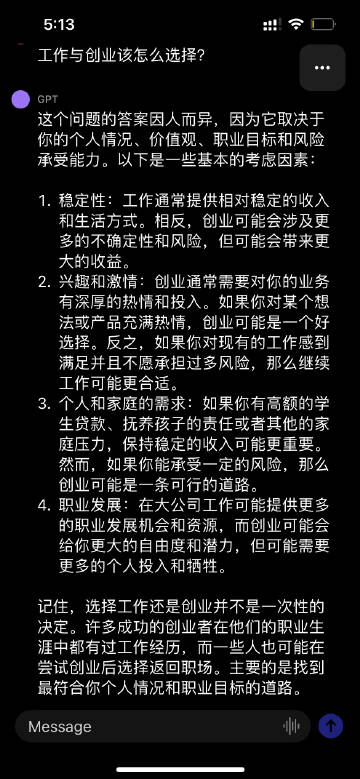 5:13
工作与创业该怎么选择?
GPT
这个问题的答案因人而异，因为它取决于
你的个人情况、价值观、职业目标和风险
承受能力。以下是一些基本的考虑因素：
1. 稳定性：工作通常提供相对稳定的收入
和生活方式。相反，创业可能会涉及更
多的不确定性和风险，但可能会带来更
大的收益。
2. 兴趣和激情：创业通常需要对你的业务
有深厚的热情和投入。如果你对某个想
法或产品充满热情，创业可能是一个好
选择。反之，如果你对现有的工作感到
满足并且不愿承担过多风险，那么继续
工作可能更合适。
3. 个人和家庭的需求：如果你有高额的学
生贷款、抚养孩子的责任或者其他的家
庭压力，保持稳定的收入可能更重要。
然而，如果你能承受一定的风险，那么
创业可能是一条可行的道路。
4. 职业发展：在大公司工作可能提供更多
的职业发展机会和资源，而创业可能会
给你更大的自由度和潜力，但可能需要
更多的个人投入和牺牲。
记住，选择工作还是创业并不是一次性的
决定。许多成功的创业者在他们的职业生
涯中都有过工作经历，而一些人也可能在
尝试创业后选择返回职场。主要的是找到
最符合你个人情况和职业目标的道路。
Message